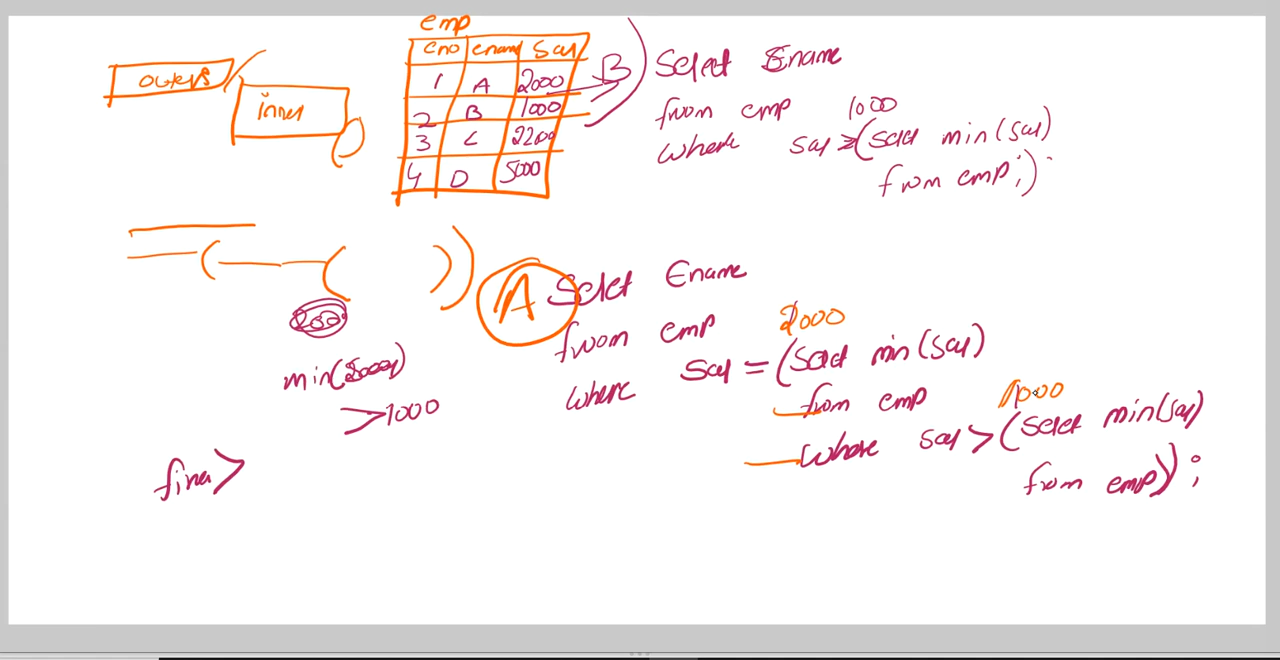 emp
eno ename Sal
1 A 2000
2 B 1000
3 C 2200
4 D 5000
outer
inner
B
Select Ename
from emp 1000
where sal = (select min(sal)
from emp;)
A
Select Ename
from emp 2000
where sal = (select min(sal)
from emp 1000
where sal > (select min(sal)
from emp));
min(
>1000